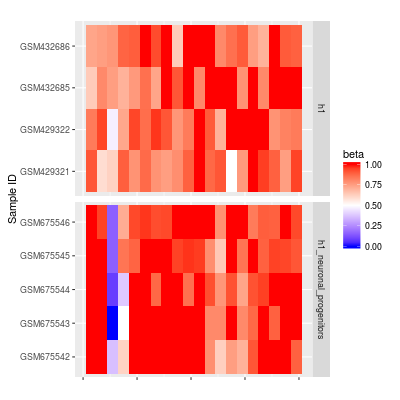 Sample ID
GSM432686
GSM432685
GSM429322
GSM429321
h1
GSM675546
GSM675545
GSM675544
GSM675543
GSM675542
h1_neuronal_progenitors
beta
1.00
0.75
0.50
0.25
0.00